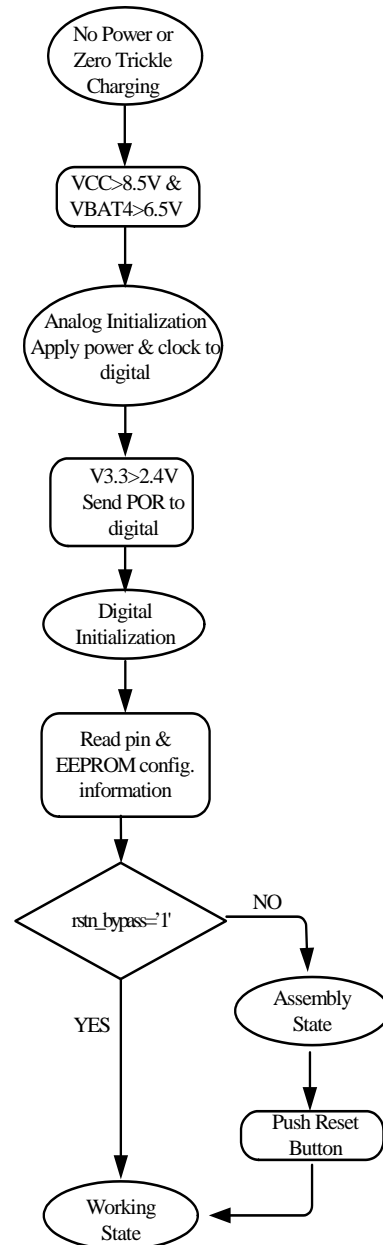 No Power or
Zero Trickle
Charging
VCC>8.5V &
VBAT4>6.5V
Analog Initialization
Apply power & clock to
digital
V3.3>2.4V
Send POR to
digital
Digital
Initialization
Read pin &
EEPROM config.
information
rstn_bypass='1'
NO
YES
Assembly
State
Push Reset
Button
Working
State